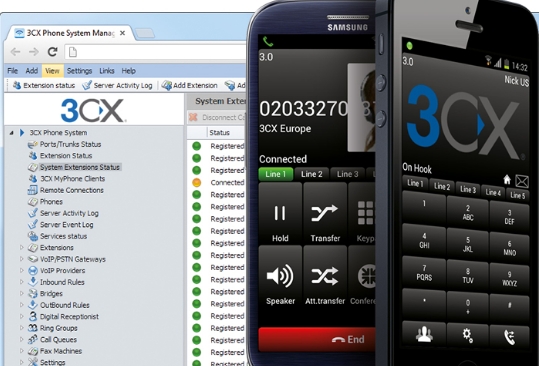 3CX Phone System Manag
File Add View Settings Links Help
Extension status Server Activity Log Add Extension Ad
3CX
3CX Phone System
Ports/Trunks Status
Extension Status
System Extensions Status
3CX MyPhone Clients
Remote Connections
Phones
Server Activity Log
Server Event Log
Services status
Extensions
VoIP/PSTN Gateways
VoIP Providers
Inbound Rules
Bridges
OutBound Rules
Digital Receptionist
Ring Groups
Call Queues
Fax Machines
Settings
System Exten
Disconnect C
Status
Registered
Registered
Registered
Connected
Registered
Registered
Registered
Registered
Registered
Registered
Registered
Registered
Registered
Registered
Registered
Registered
Registered
Registered
SAMSUNG
3.0
02033270
3CX Europe
Connected
Line 1 Line 2 Line 3
Hold Transfer Keyp
Speaker Att.transfer Confere
End
14:32
3.0
Nick US
3CX
On Hook
Line 1 Line 2 Line 3 Line 4 Line 5
1 2 ABC 3 DEF
4 GHI 5 JKL 6 MNO
7 PQRS 8 TUV 9 WXYZ
* 0 + #